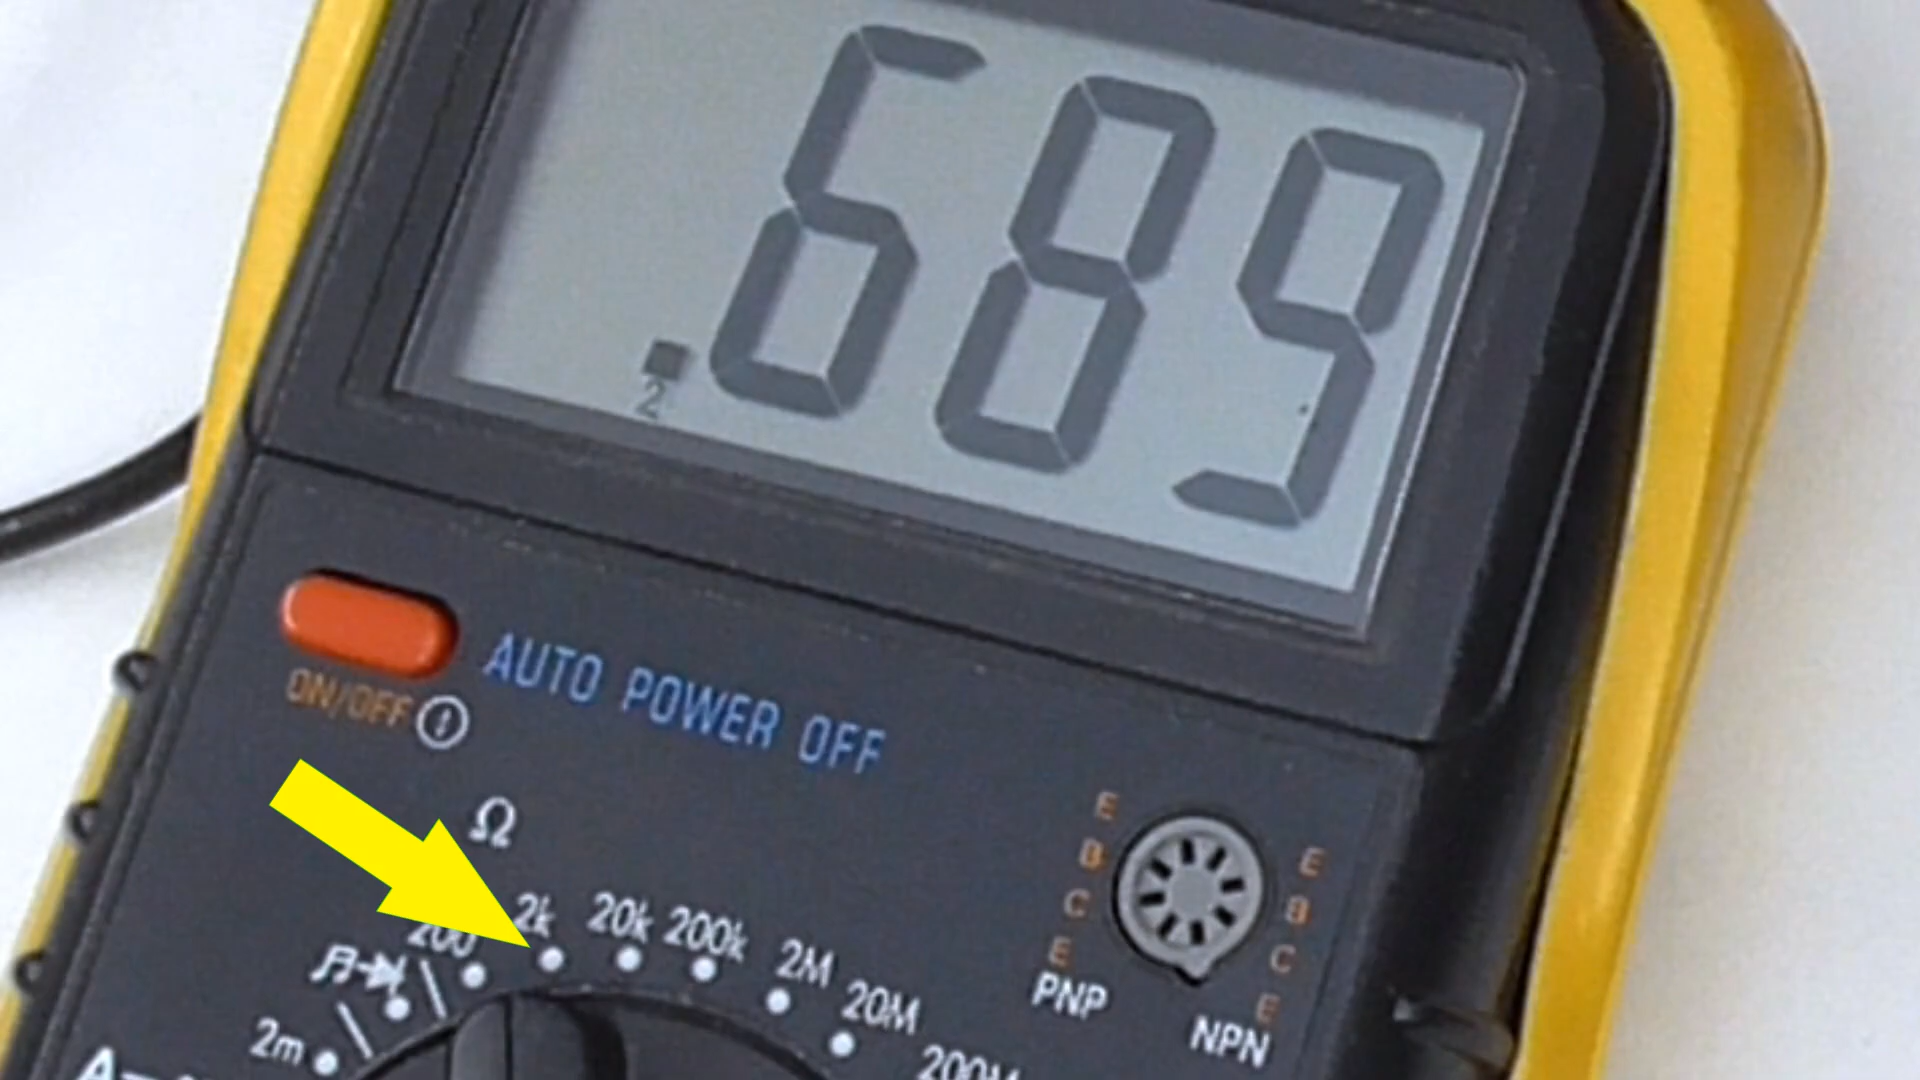 .689
2
AUTO POWER OFF
ON/OFF
Ω
200 2k 20k 200k 2M 20M
2m
E
B
C
E
PNP
E
B
C
E
NPN